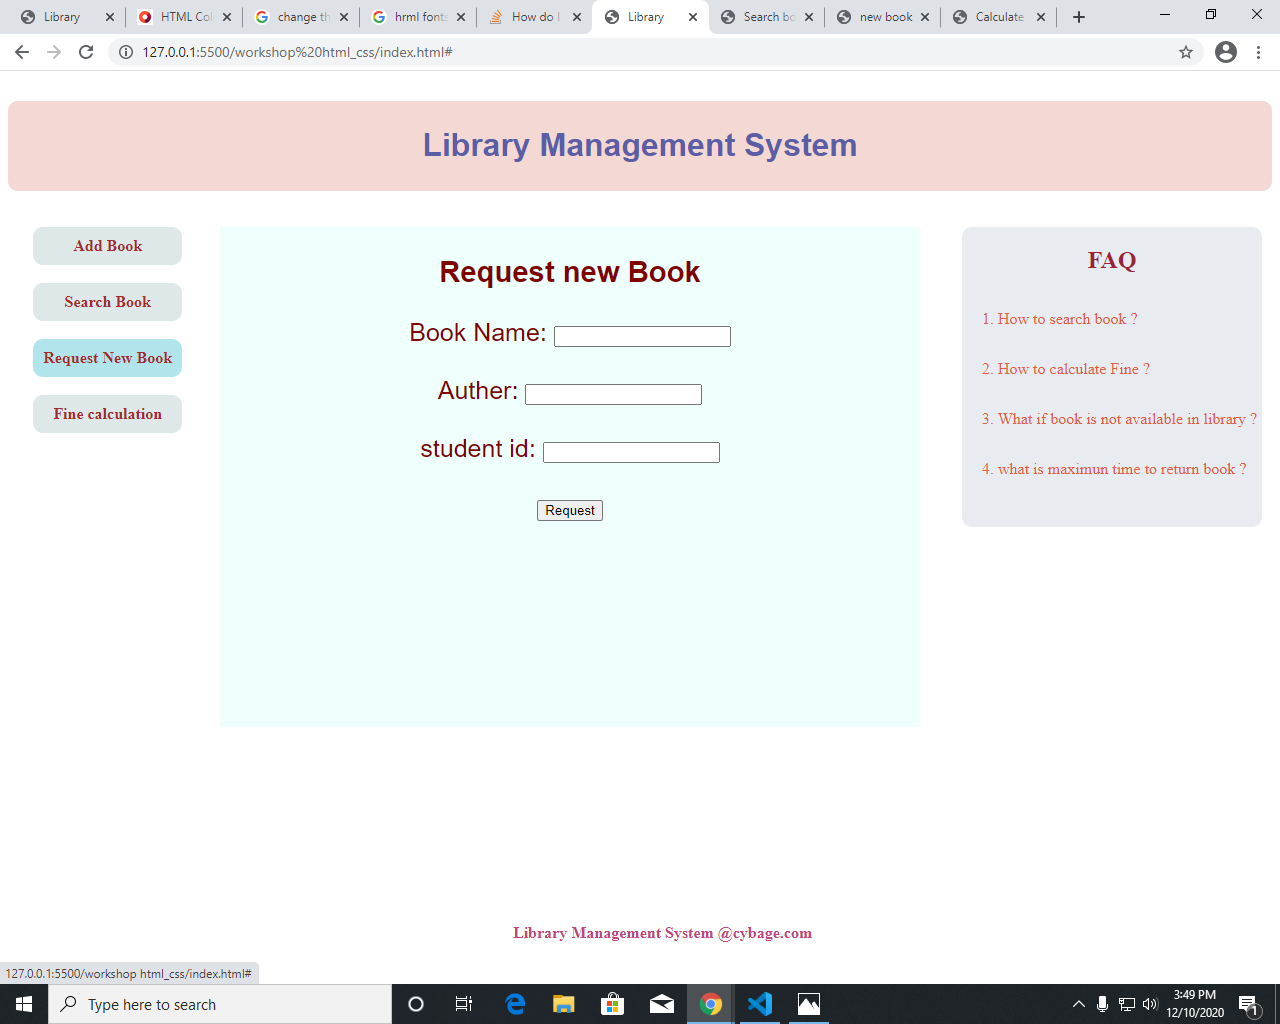 Library
HTML Col
change th
hrml fonts
How do I
Library
Search bo
new book
Calculate
127.0.0.1:5500/workshop%20html_css/index.html#
Library Management System
Add Book
Search Book
Request New Book
Fine calculation
Request new Book
Book Name:
Auther:
student id:
Request
FAQ
1. How to search book ?
2. How to calculate Fine ?
3. What if book is not available in library ?
4. what is maximun time to return book ?
Library Management System @cybage.com
127.0.0.1:5500/workshop html_css/index.html#
Type here to search
3:49 PM
12/10/2020
1